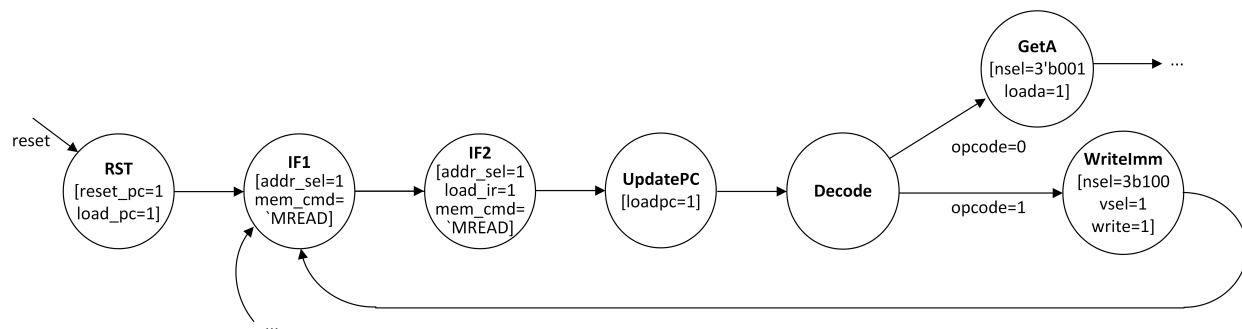 reset
RST
[reset_pc=1
load_pc=1]
IF1
[addr_sel=1
mem_cmd=
`MREAD]
...
IF2
[addr_sel=1
load_ir=1
mem_cmd=
`MREAD]
UpdatePC
[loadpc=1]
Decode
opcode=0
GetA
[nsel=3'b001
loada=1]
...
opcode=1
WriteImm
[nsel=3b100
vsel=1
write=1]